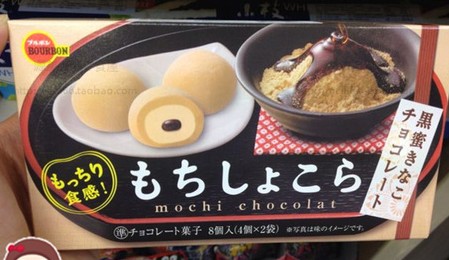 ブルボン
BOURBON
黒蜜きなこ
チョコレート
もっちり
食感!
もちしょこら
mochi chocolat
準チョコレート菓子 8個入(4個×2袋) ※写真は味のイメージです。